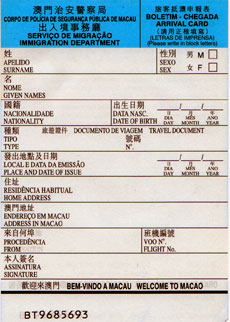 澳門治安警察局
CORPO DE POLÍCIA DE SEGURANÇA PÚBLICA DE MACAU
出入境事務廳
SERVIÇO DE MIGRAÇÃO
IMMIGRATION DEPARTMENT
旅客抵澳申報表
BOLETIM - CHEGADA
ARRIVAL CARD
(請用正楷填寫)
(LETRAS DE IMPRENSA)
(Please write in block letters)
姓
APELIDO
SURNAME
性別
SEXO
SEX
男 M
女 F
名
NOME
GIVEN NAMES
國籍
NACIONALIDADE
NATIONALITY
出生日期
DATA NASC.
DATE OF BIRTH
日 月 年
DIA MÊS ANO
DAY MONTH YEAR
種類
TIPO
TYPE
旅遊證件 DOCUMENTO DE VIAGEM TRAVEL DOCUMENT
號碼
Nº.
發出地點及日期
LOCAL E DATA DA EMISSÃO
PLACE AND DATE OF ISSUE
日 月 年
DIA MÊS ANO
DAY MONTH YEAR
住址
RESIDÊNCIA HABITUAL
HOME ADDRESS
澳門地址
ENDEREÇO EM MACAU
ADDRESS IN MACAU
來自何埠
PROCEDÊNCIA
FROM
班機編號
VOO Nº.
FLIGHT No.
本人簽名
ASSINATURA
SIGNATURE
歡迎來澳門 BEM-VINDO A MACAU WELCOME TO MACAO
BT9685693